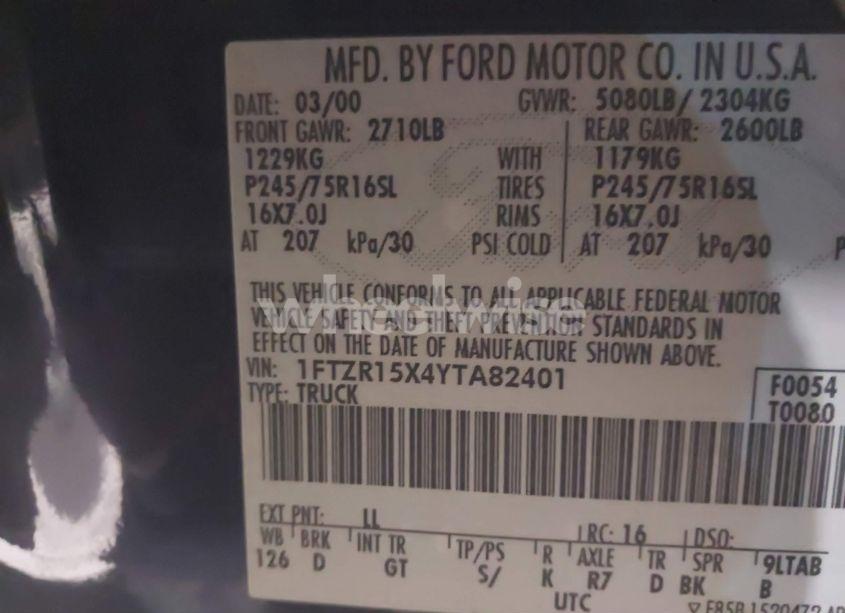 MFD. BY FORD MOTOR CO. IN U.S.A.
DATE: 03/00 GVWR: 5080LB/ 2304KG
FRONT GAWR: 2710LB REAR GAWR: 2600LB
1229KG WITH 1179KG
P245/75R16SL TIRES P245/75R16SL
16X7.0J RIMS 16X7.0J
AT 207 kPa/30 PSI COLD AT 207 kPa/30 P
THIS VEHICLE CONFORMS TO ALL APPLICABLE FEDERAL MOTOR
VEHICLE SAFETY AND THEFT PREVENTION STANDARDS IN
EFFECT ON THE DATE OF MANUFACTURE SHOWN ABOVE.
wheelwise
VIN: 1FTZR15X4YTA82401
TYPE: TRUCK
F0054
T0080
EXT PNT: LL RC: 16 DSO:
WB BRK INT TR TP/PS R AXLE TR SPR 9LTAB
126 D GT S/ K R7 D BK B
UTC